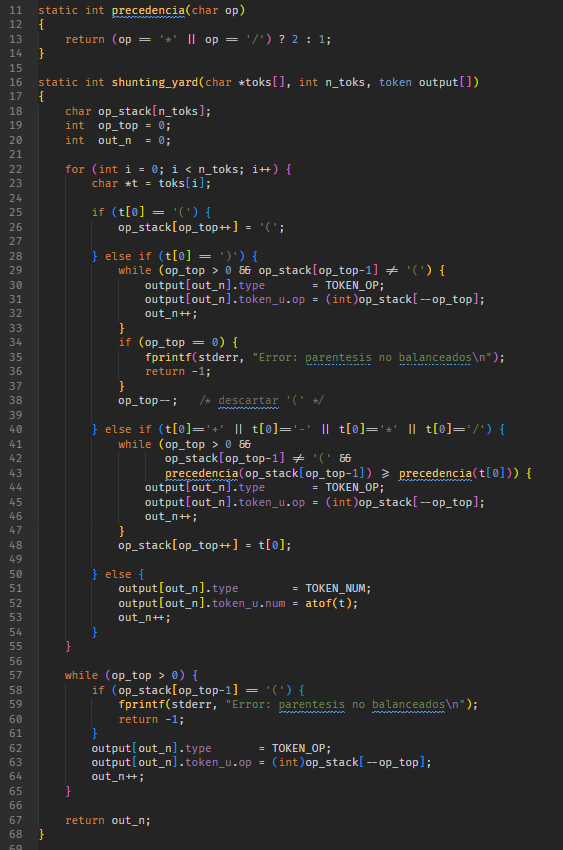 11 static int precedencia(char op)
12 {
13     return (op == '*' || op == '/') ? 2 : 1;
14 }
15
16 static int shunting_yard(char *toks[], int n_toks, token output[])
17 {
18     char op_stack[n_toks];
19     int  op_top = 0;
20     int  out_n  = 0;
21
22     for (int i = 0; i < n_toks; i++) {
23         char *t = toks[i];
24
25         if (t[0] == '(') {
26             op_stack[op_top++] = '(';
27
28         } else if (t[0] == ')') {
29             while (op_top > 0 && op_stack[op_top-1] != '(') {
30                 output[out_n].type       = TOKEN_OP;
31                 output[out_n].token_u.op = (int)op_stack[--op_top];
32                 out_n++;
33             }
34             if (op_top == 0) {
35                 fprintf(stderr, "Error: parentesis no balanceados\n");
36                 return -1;
37             }
38             op_top--;   /* descartar '(' */
39
40         } else if (t[0]=='+' || t[0]=='-' || t[0]=='*' || t[0]=='/') {
41             while (op_top > 0 &&
42                    op_stack[op_top-1] != '(' &&
43                    precedencia(op_stack[op_top-1]) >= precedencia(t[0])) {
44                 output[out_n].type       = TOKEN_OP;
45                 output[out_n].token_u.op = (int)op_stack[--op_top];
46                 out_n++;
47             }
48             op_stack[op_top++] = t[0];
49
50         } else {
51             output[out_n].type        = TOKEN_NUM;
52             output[out_n].token_u.num = atof(t);
53             out_n++;
54         }
55     }
56
57     while (op_top > 0) {
58         if (op_stack[op_top-1] == '(') {
59             fprintf(stderr, "Error: parentesis no balanceados\n");
60             return -1;
61         }
62         output[out_n].type       = TOKEN_OP;
63         output[out_n].token_u.op = (int)op_stack[--op_top];
64         out_n++;
65     }
66
67     return out_n;
68 }
69